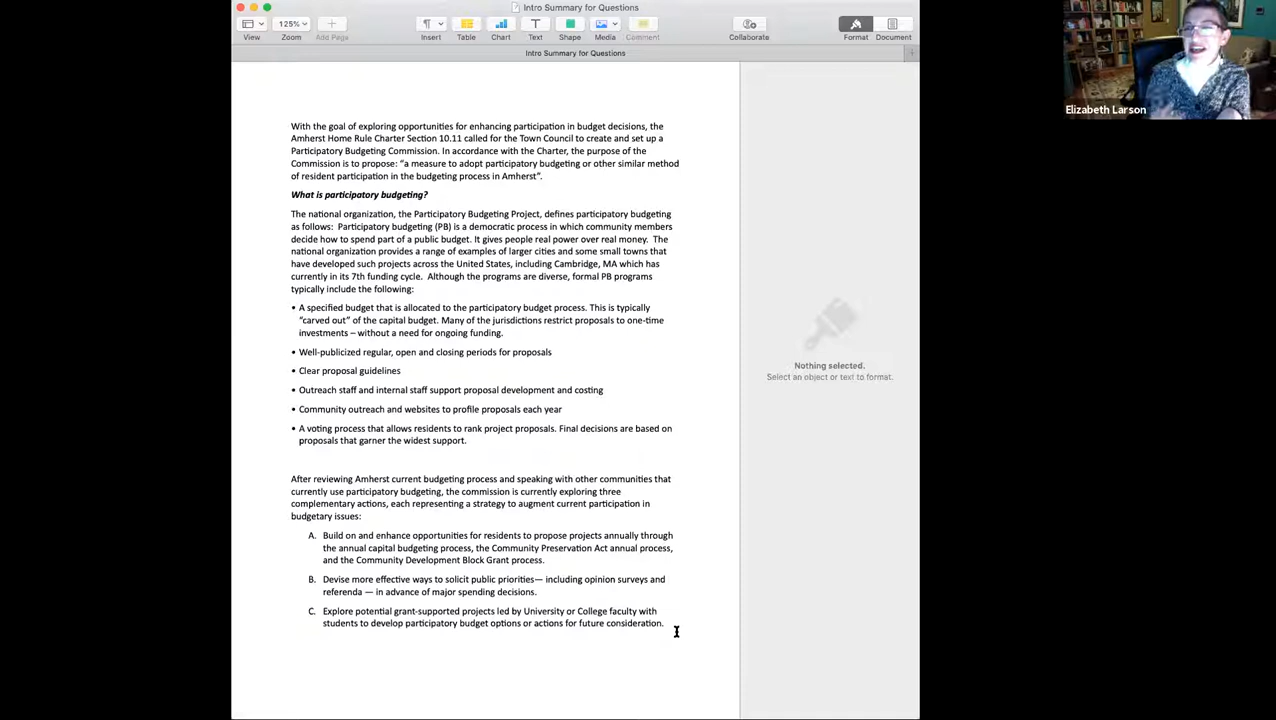 Intro Summary for Questions
125%
View
Zoom
Add Page
Insert
Table
Chart
Text
Shape
Media
Comment
Collaborate
Format
Document
Intro Summary for Questions
With the goal of exploring opportunities for enhancing participation in budget decisions, the
Amherst Home Rule Charter Section 10.11 called for the Town Council to create and set up a
Participatory Budgeting Commission. In accordance with the Charter, the purpose of the
Commission is to propose: “a measure to adopt participatory budgeting or other similar method
of resident participation in the budgeting process in Amherst”.
What is participatory budgeting?
The national organization, the Participatory Budgeting Project, defines participatory budgeting
as follows: Participatory budgeting (PB) is a democratic process in which community members
decide how to spend part of a public budget. It gives people real power over real money. The
national organization provides a range of examples of larger cities and some small towns that
have developed such projects across the United States, including Cambridge, MA which has
currently in its 7th funding cycle. Although the programs are diverse, formal PB programs
typically include the following:
• A specified budget that is allocated to the participatory budget process. This is typically
“carved out” of the capital budget. Many of the jurisdictions restrict proposals to one-time
investments – without a need for ongoing funding.
• Well-publicized regular, open and closing periods for proposals
• Clear proposal guidelines
• Outreach staff and internal staff support proposal development and costing
• Community outreach and websites to profile proposals each year
• A voting process that allows residents to rank project proposals. Final decisions are based on
proposals that garner the widest support.
After reviewing Amherst current budgeting process and speaking with other communities that
currently use participatory budgeting, the commission is currently exploring three
complementary actions, each representing a strategy to augment current participation in
budgetary issues:
A. Build on and enhance opportunities for residents to propose projects annually through
the annual capital budgeting process, the Community Preservation Act annual process,
and the Community Development Block Grant process.
B. Devise more effective ways to solicit public priorities— including opinion surveys and
referenda — in advance of major spending decisions.
C. Explore potential grant-supported projects led by University or College faculty with
students to develop participatory budget options or actions for future consideration.
Nothing selected.
Select an object or text to format.
Elizabeth Larson